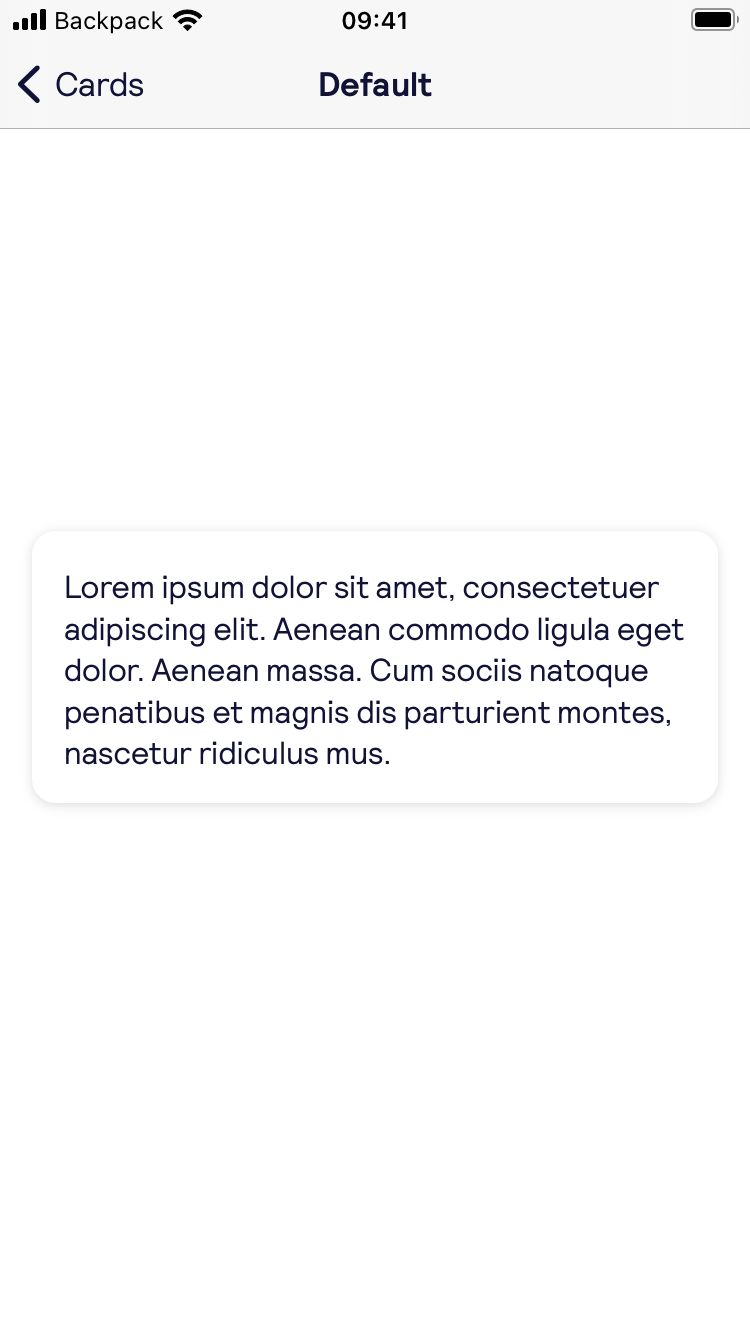 Backpack 09:41
Cards Default
Lorem ipsum dolor sit amet, consectetuer
adipiscing elit. Aenean commodo ligula eget
dolor. Aenean massa. Cum sociis natoque
penatibus et magnis dis parturient montes,
nascetur ridiculus mus.